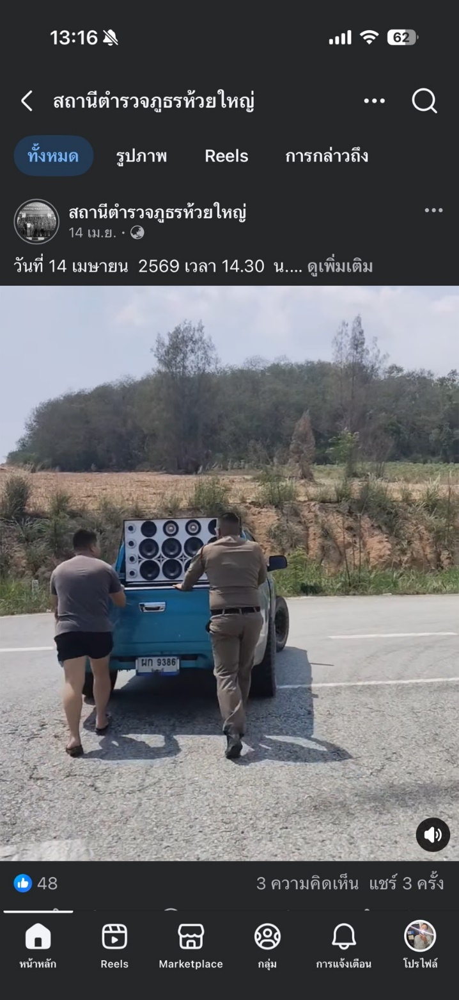 13:16
62
สถานีตำรวจภูธรห้วยใหญ่
ทั้งหมด รูปภาพ Reels การกล่าวถึง
สถานีตำรวจภูธรห้วยใหญ่
14 เม.ย. ·
วันที่ 14 เมษายน 2569 เวลา 14.30 น.... ดูเพิ่มเติม
ผก 9386
48
3 ความคิดเห็น แชร์ 3 ครั้ง
หน้าหลัก Reels Marketplace กลุ่ม การแจ้งเตือน โปรไฟล์